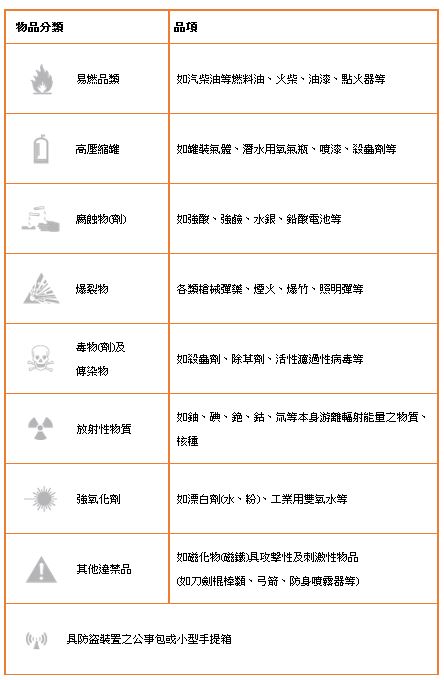 物品分類 品項
易燃品類 如汽柴油等燃料油、火柴、油漆、點火器等
高壓縮罐 如罐裝氣體、潛水用氧氣瓶、噴漆、殺蟲劑等
腐蝕物(劑) 如強酸、強鹼、水銀、鉛酸電池等
爆裂物 各類槍械彈藥、煙火、爆竹、照明彈等
毒物(劑)及
傳染物 如殺蟲劑、除草劑、活性濾過性病毒等
放射性物質 如鈾、碘、銫、鈷、氚等本身游離輻射能量之物質、
核種
強氧化劑 如漂白劑(水、粉)、工業用雙氧水等
其他違禁品 如磁化物(磁鐵)具攻擊性及刺激性物品
(如刀劍棍棒類、弓箭、防身噴霧器等)
具防盜裝置之公事包或小型手提箱